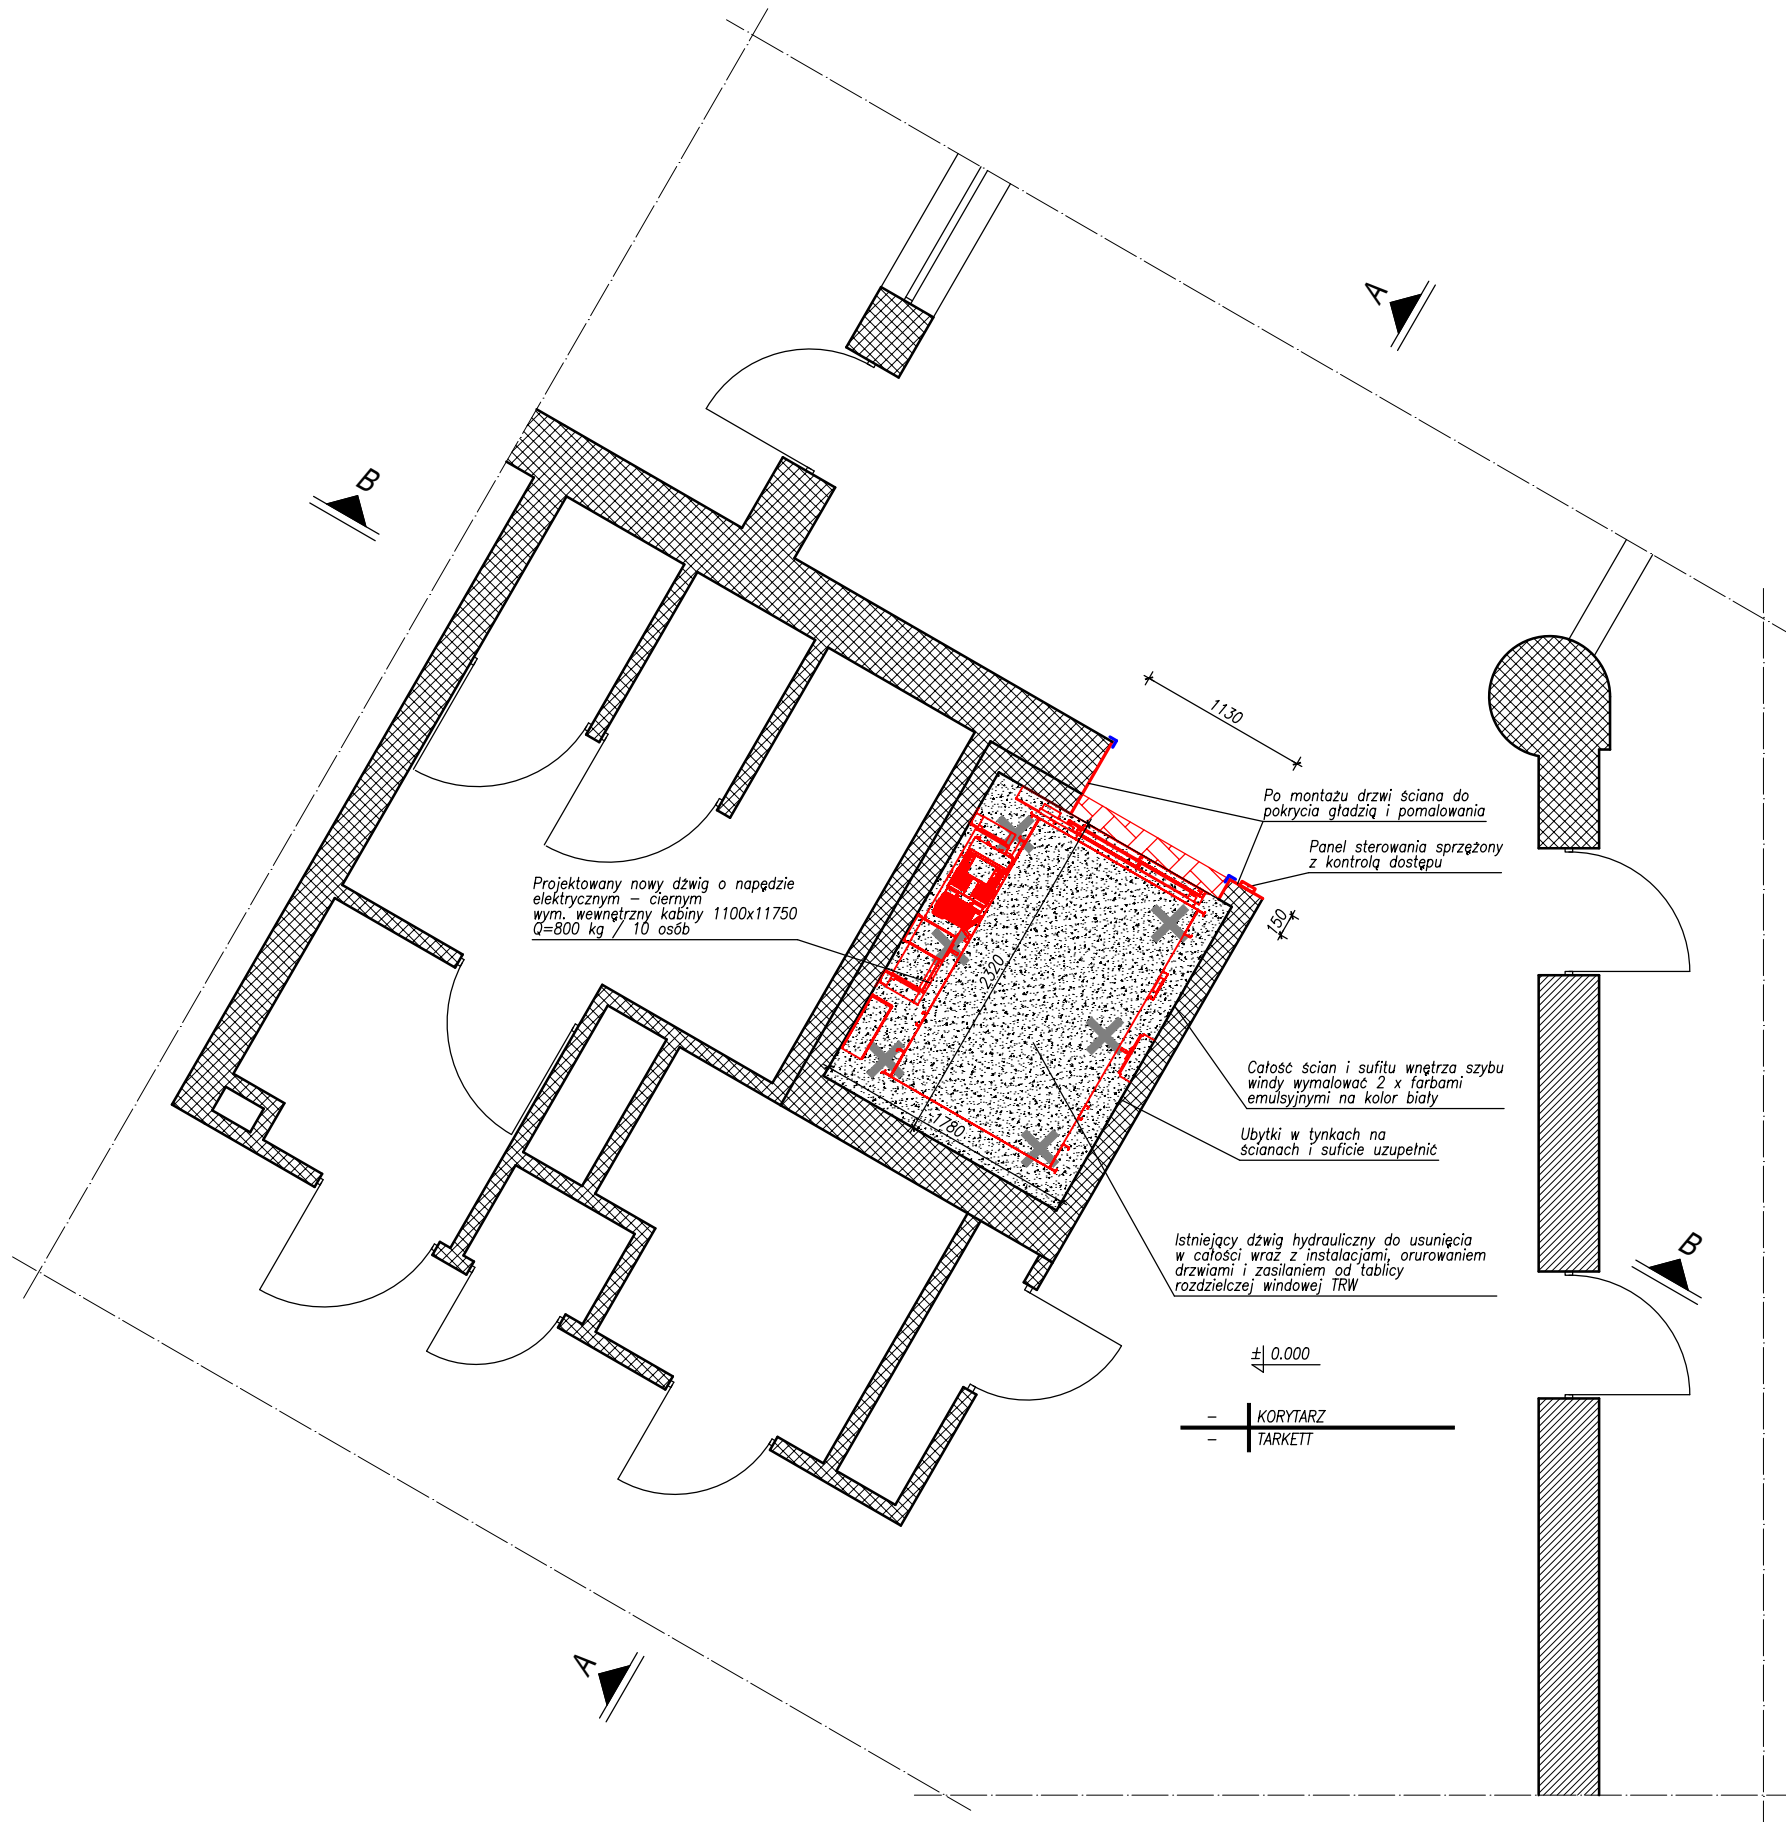 A
B
1130
Po montażu drzwi ściana do
pokrycia gładzią i pomalowania
Panel sterowania sprzężony
z kontrolą dostępu
Projektowany nowy dźwig o napędzie
elektrycznym – ciernym
wym. wewnętrzny kabiny 1100x11750
Q=800 kg / 10 osób
150
2320
1780
Całość ścian i sufitu wnętrza szybu
windy wymalować 2 x farbami
emulsyjnymi na kolor biały
Ubytki w tynkach na
ścianach i suficie uzupełnić
Istniejący dźwig hydrauliczny do usunięcia
w całości wraz z instalacjami, orurowaniem
drzwiami i zasilaniem od tablicy
rozdzielczej windowej TRW
B
± 0.000
– KORYTARZ
– TARKETT
A